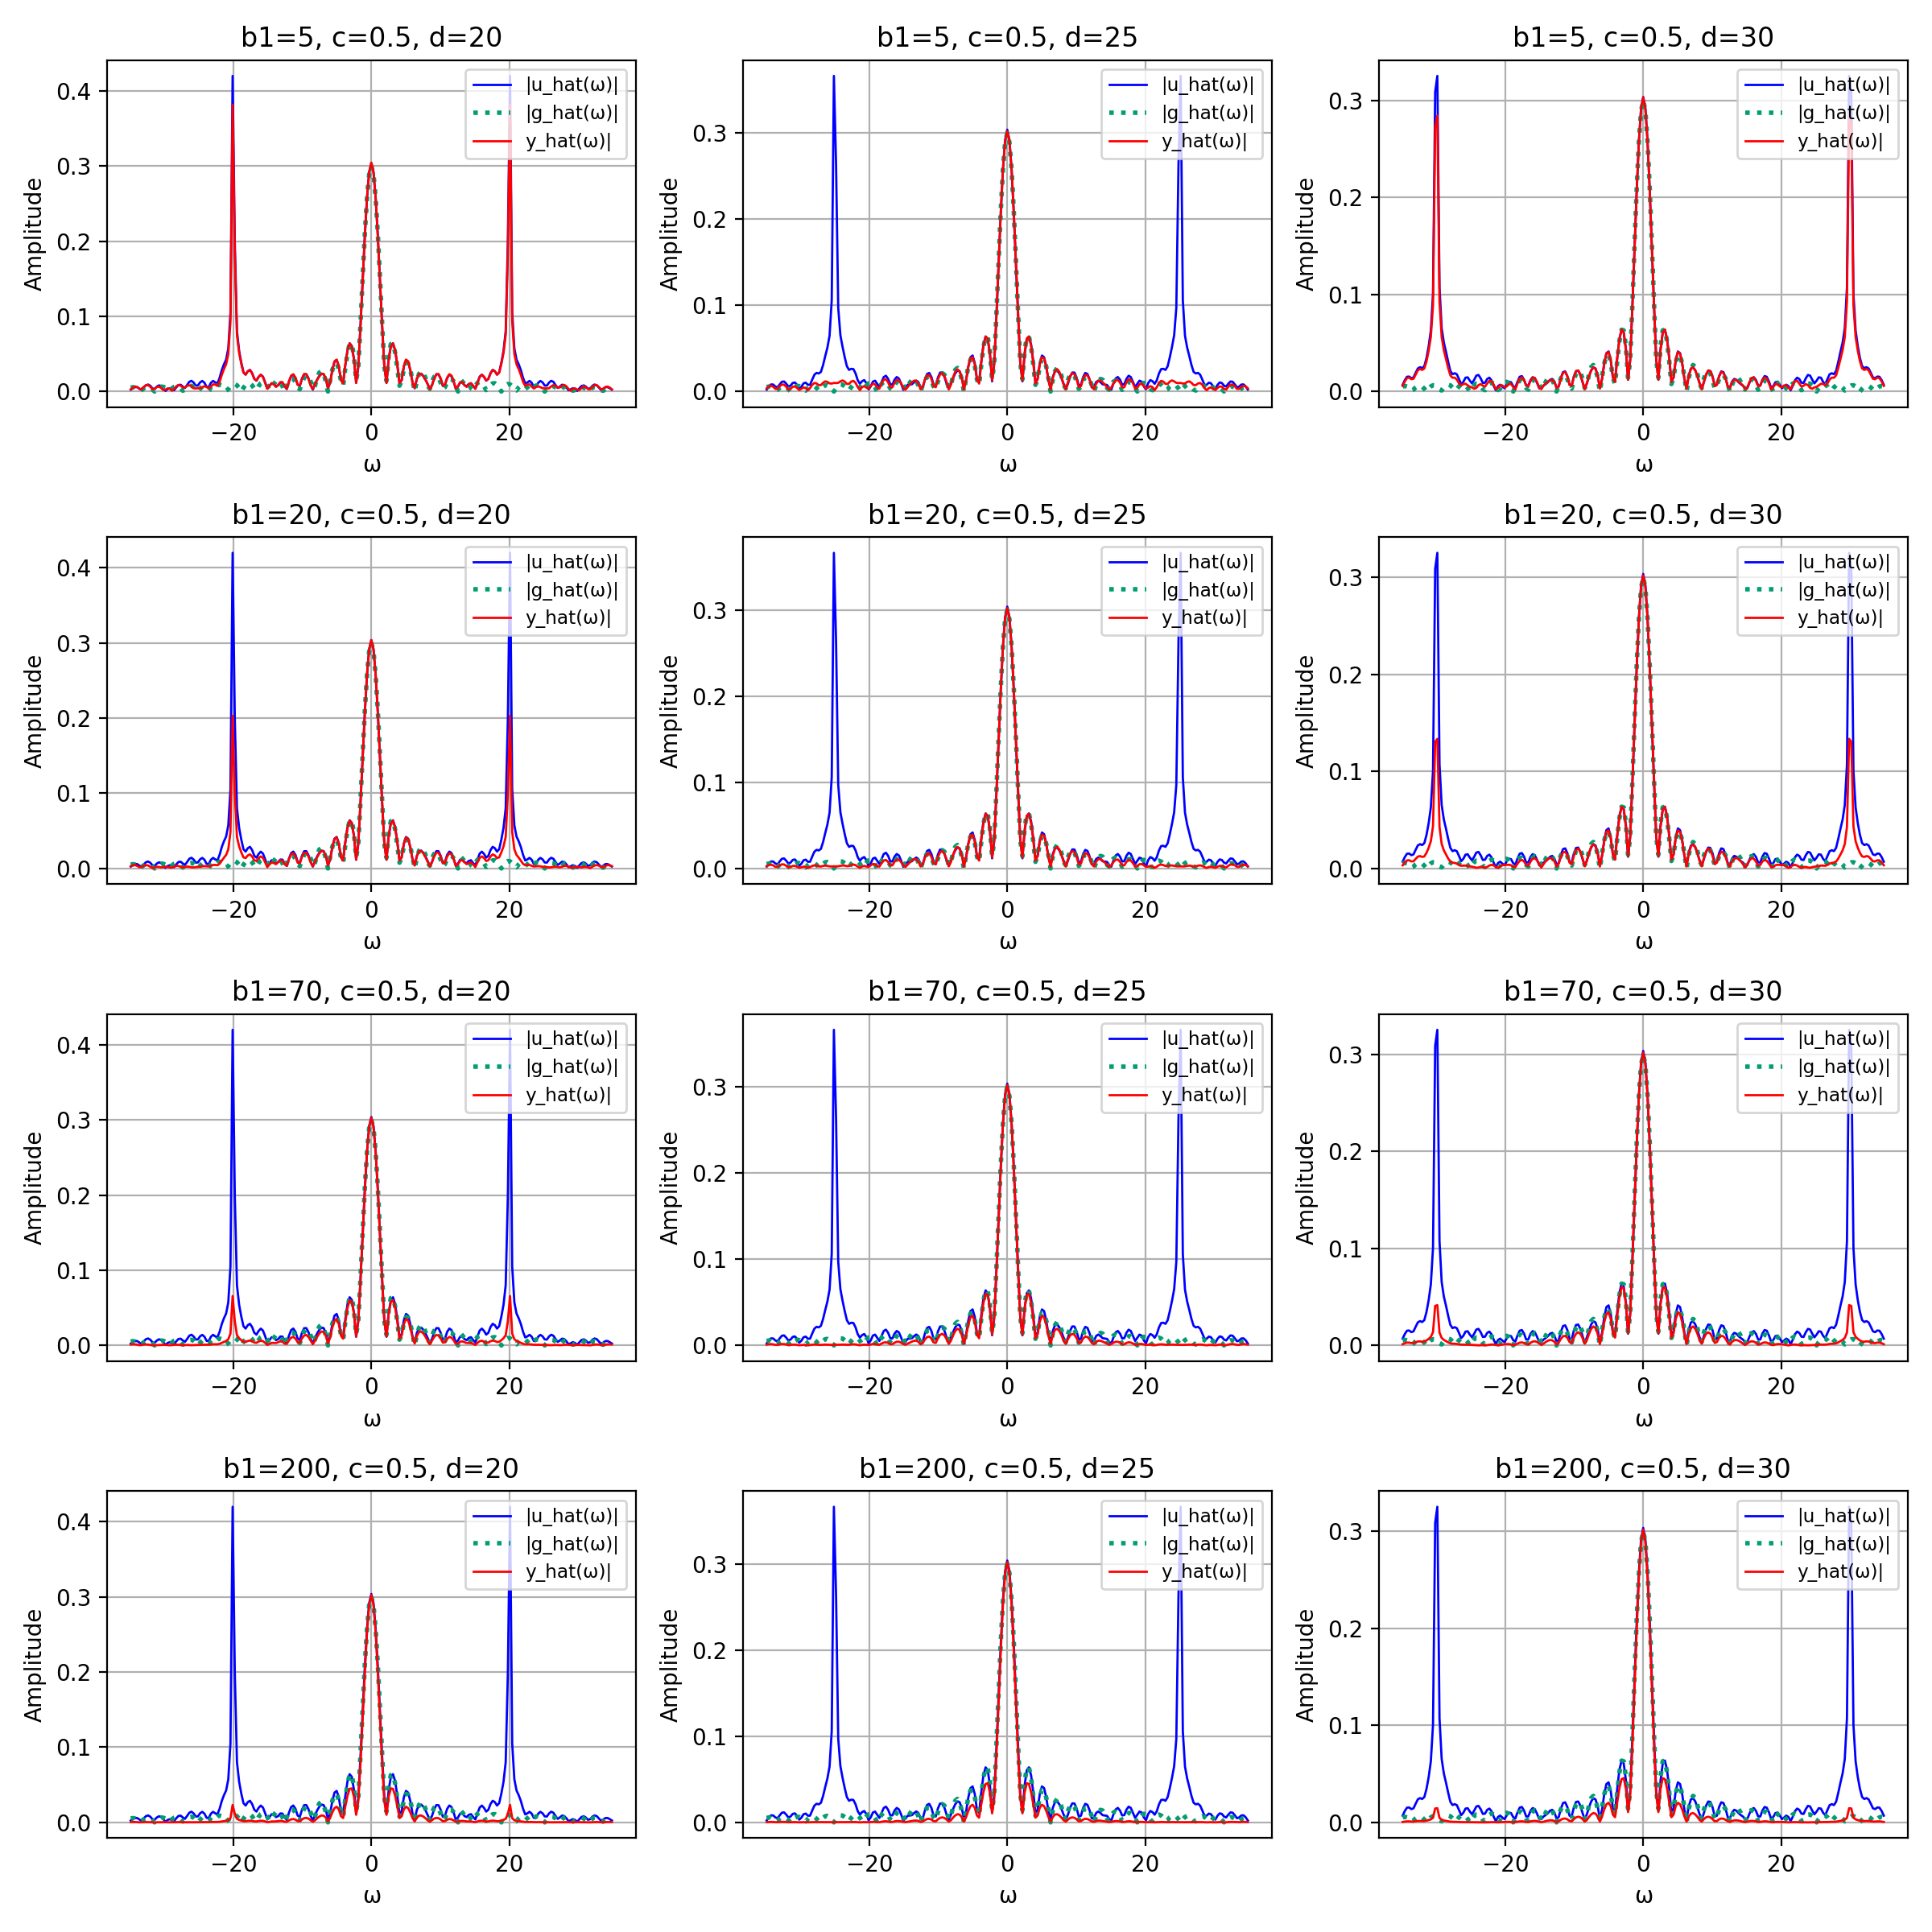 b1=5, c=0.5, d=20
|u_hat(ω)|
|g_hat(ω)|
y_hat(ω)|
Amplitude
0.4
0.3
0.2
0.1
0.0
−20 0 20
ω
b1=5, c=0.5, d=25
|u_hat(ω)|
|g_hat(ω)|
y_hat(ω)|
Amplitude
0.3
0.2
0.1
0.0
−20 0 20
ω
b1=5, c=0.5, d=30
|u_hat(ω)|
|g_hat(ω)|
y_hat(ω)|
Amplitude
0.3
0.2
0.1
0.0
−20 0 20
ω
b1=20, c=0.5, d=20
|u_hat(ω)|
|g_hat(ω)|
y_hat(ω)|
Amplitude
0.4
0.3
0.2
0.1
0.0
−20 0 20
ω
b1=20, c=0.5, d=25
|u_hat(ω)|
|g_hat(ω)|
y_hat(ω)|
Amplitude
0.3
0.2
0.1
0.0
−20 0 20
ω
b1=20, c=0.5, d=30
|u_hat(ω)|
|g_hat(ω)|
y_hat(ω)|
Amplitude
0.3
0.2
0.1
0.0
−20 0 20
ω
b1=70, c=0.5, d=20
|u_hat(ω)|
|g_hat(ω)|
y_hat(ω)|
Amplitude
0.4
0.3
0.2
0.1
0.0
−20 0 20
ω
b1=70, c=0.5, d=25
|u_hat(ω)|
|g_hat(ω)|
y_hat(ω)|
Amplitude
0.3
0.2
0.1
0.0
−20 0 20
ω
b1=70, c=0.5, d=30
|u_hat(ω)|
|g_hat(ω)|
y_hat(ω)|
Amplitude
0.3
0.2
0.1
0.0
−20 0 20
ω
b1=200, c=0.5, d=20
|u_hat(ω)|
|g_hat(ω)|
y_hat(ω)|
Amplitude
0.4
0.3
0.2
0.1
0.0
−20 0 20
ω
b1=200, c=0.5, d=25
|u_hat(ω)|
|g_hat(ω)|
y_hat(ω)|
Amplitude
0.3
0.2
0.1
0.0
−20 0 20
ω
b1=200, c=0.5, d=30
|u_hat(ω)|
|g_hat(ω)|
y_hat(ω)|
Amplitude
0.3
0.2
0.1
0.0
−20 0 20
ω